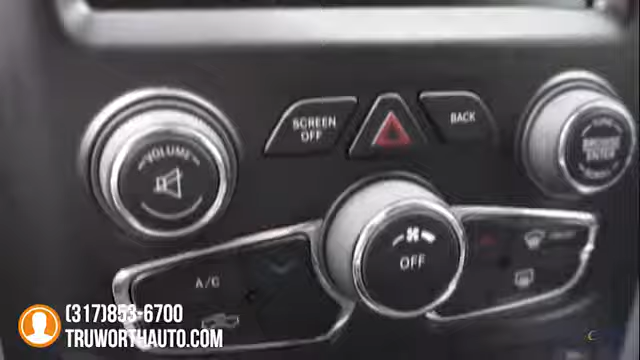 SCREEN
OFF
BACK
VOLUME
BROWSE
ENTER
OFF
A/C
(317)853-6700
TRUWORTHAUTO.COM